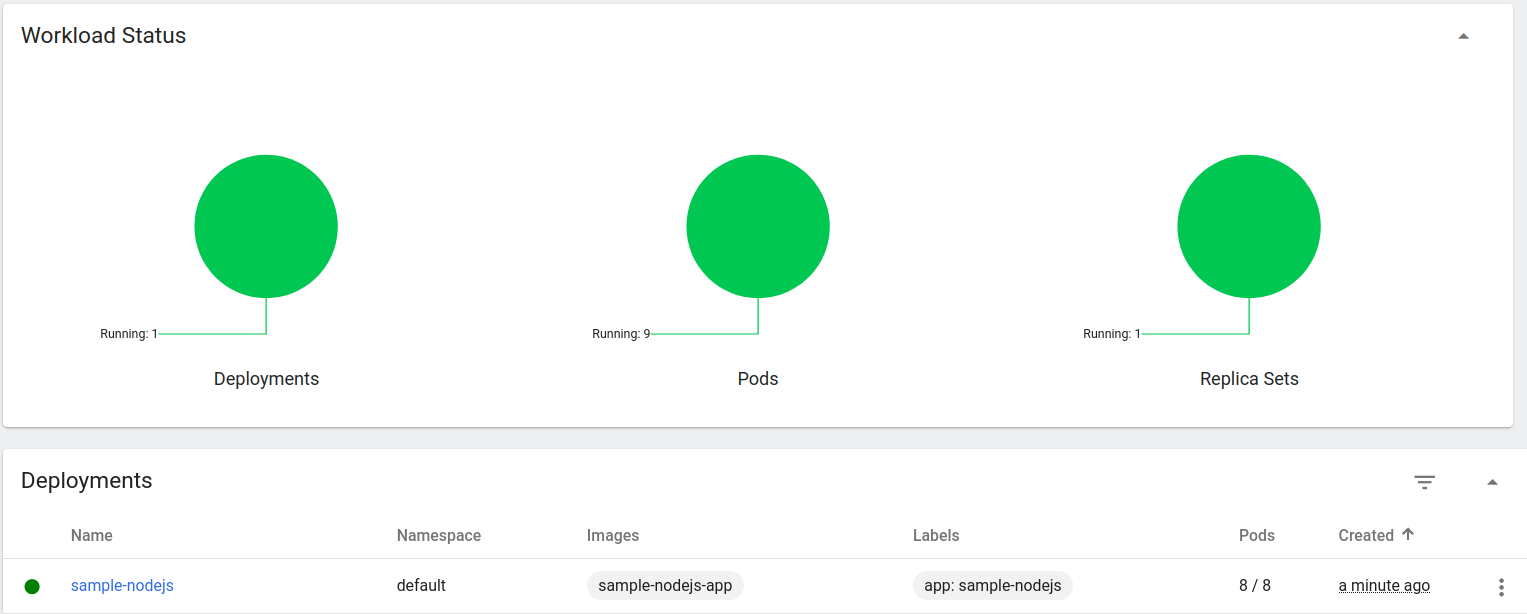 Workload Status
Running: 1 Running: 9 Running: 1
Deployments Pods Replica Sets
Deployments
Name Namespace Images Labels Pods Created
sample-nodejs default sample-nodejs-app app: sample-nodejs 8 / 8 a minute ago